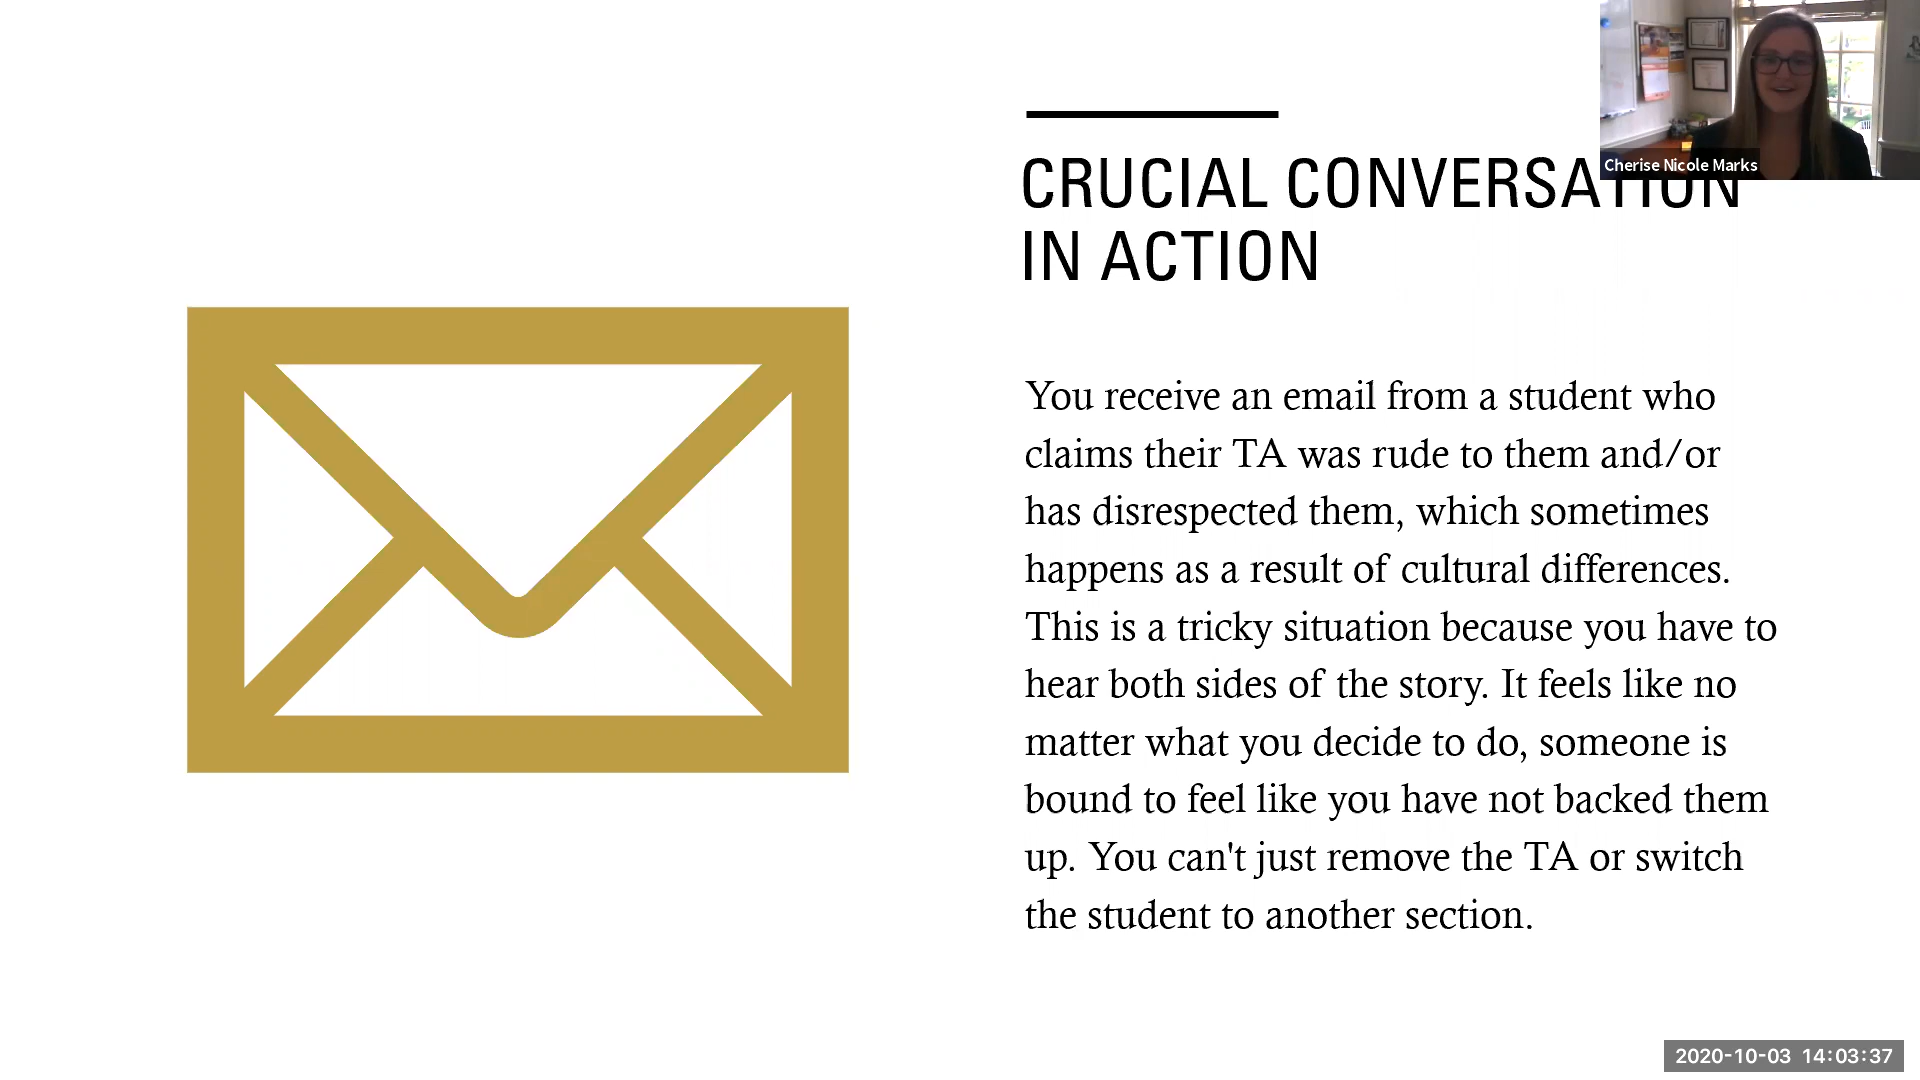 Cherise Nicole Marks
CRUCIAL CONVERSATION
IN ACTION
You receive an email from a student who
claims their TA was rude to them and/or
has disrespected them, which sometimes
happens as a result of cultural differences.
This is a tricky situation because you have to
hear both sides of the story. It feels like no
matter what you decide to do, someone is
bound to feel like you have not backed them
up. You can't just remove the TA or switch
the student to another section.
2020-10-03 14:03:37